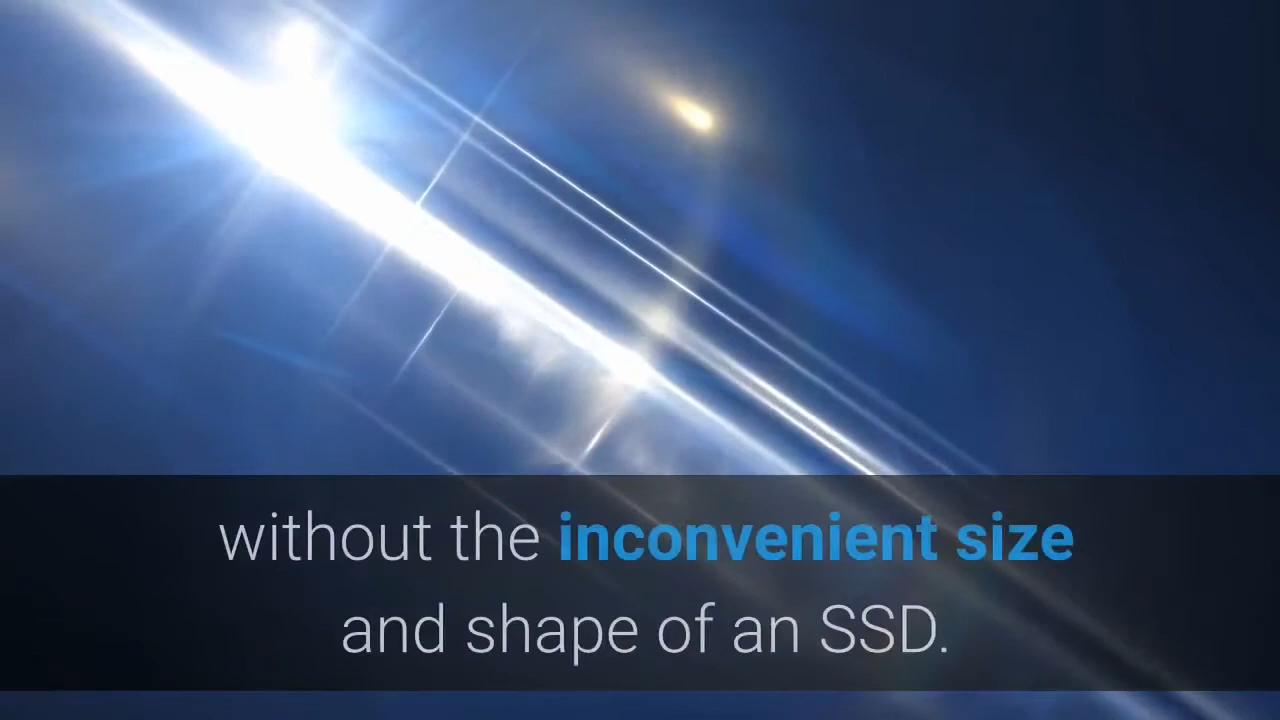 without the inconvenient size
and shape of an SSD.